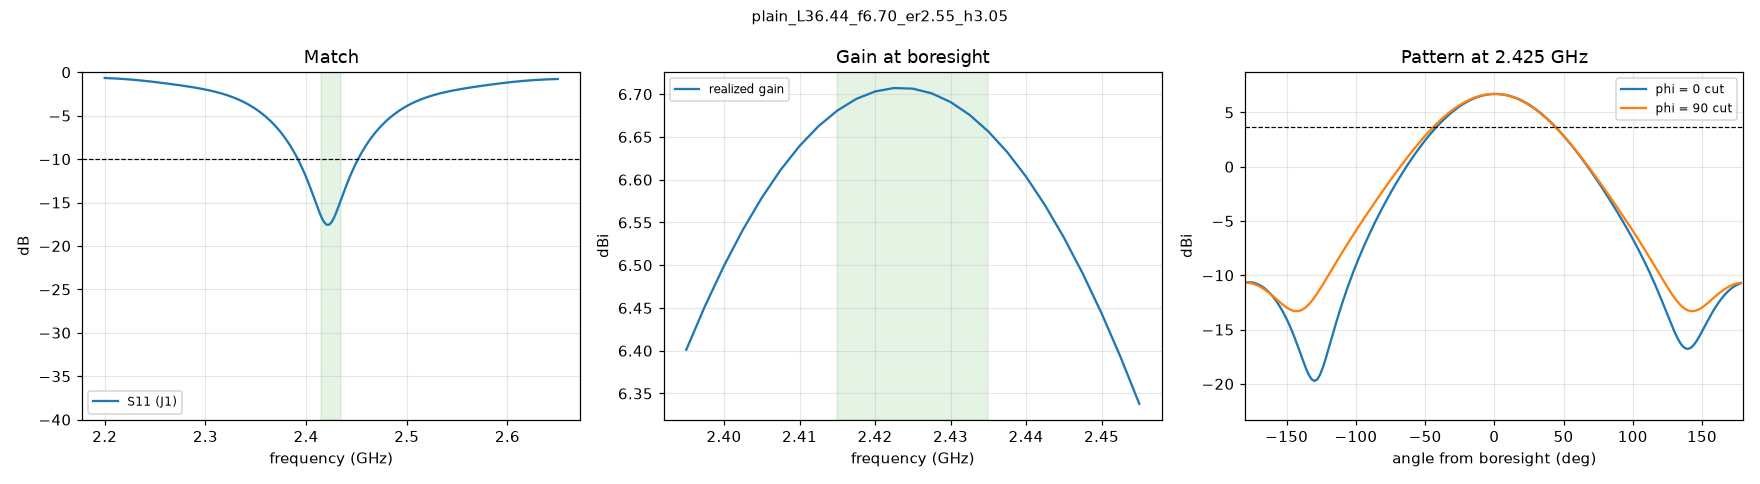 plain_L36.44_f6.70_er2.55_h3.05
Match
0
−5
−10
−15
−20
−25
−30
−35
−40
dB
S11 (J1)
2.2 2.3 2.4 2.5 2.6
frequency (GHz)
Gain at boresight
realized gain
6.70
6.65
6.60
6.55
6.50
6.45
6.40
6.35
dBi
2.40 2.41 2.42 2.43 2.44 2.45
frequency (GHz)
Pattern at 2.425 GHz
phi = 0 cut
phi = 90 cut
5
0
−5
−10
−15
−20
dBi
−150 −100 −50 0 50 100 150
angle from boresight (deg)